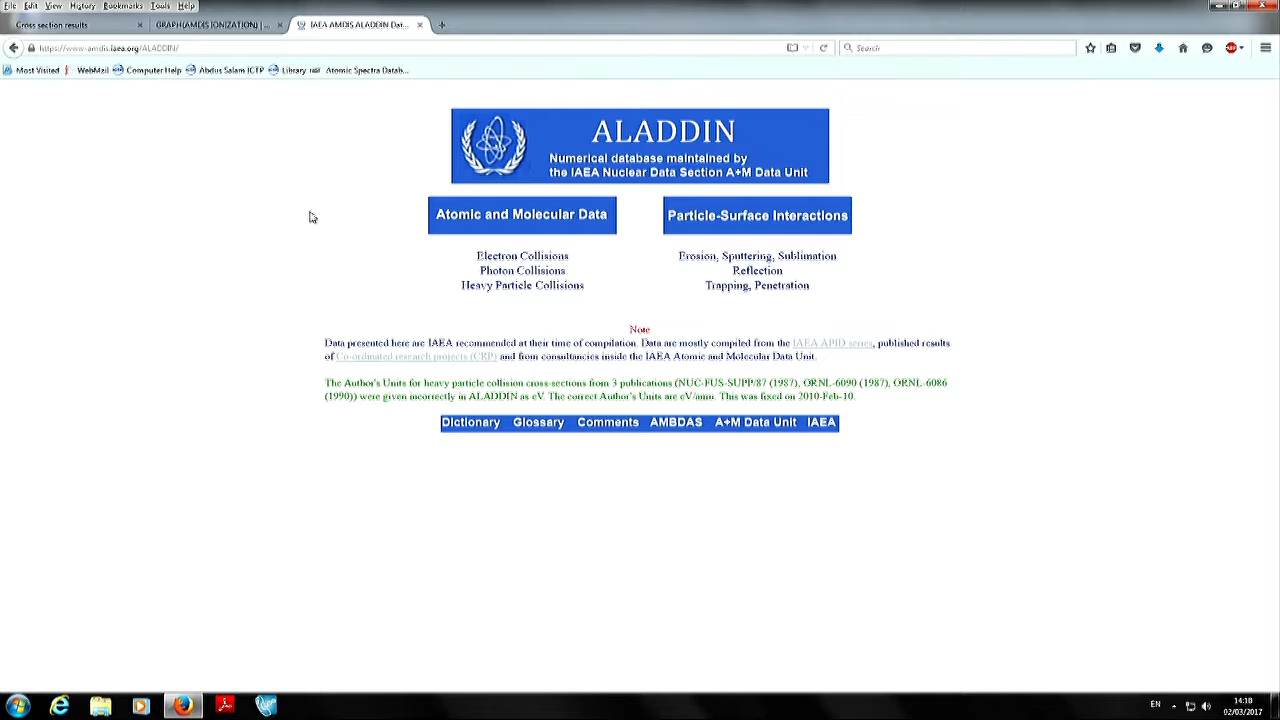 File Edit View History Bookmarks Tools Help
Cross section results
GRAPH(AMDIS IONIZATION) | ...
IAEA AMDIS ALADDIN Dat...
https://www-amdis.iaea.org/ALADDIN/
Search
Most Visited WebMail Computer Help Abdus Salam ICTP Library Atomic Spectra Datab...
ALADDIN
Numerical database maintained by
the IAEA Nuclear Data Section A+M Data Unit
Atomic and Molecular Data
Particle-Surface Interactions
Electron Collisions
Photon Collisions
Heavy Particle Collisions
Erosion, Sputtering, Sublimation
Reflection
Trapping, Penetration
Note
Data presented here are IAEA recommended at their time of compilation. Data are mostly compiled from the IAEA APID series, published results
of Co-ordinated research projects (CRP) and from consultancies inside the IAEA Atomic and Molecular Data Unit.
The Author's Units for heavy particle collision cross-sections from 3 publications (NUC-FUS-SUPP/87 (1987), ORNL-6090 (1987), ORNL-6086
(1990)) were given incorrectly in ALADDIN as eV. The correct Author's Units are eV/amu. This was fixed on 2010-Feb-10.
Dictionary Glossary Comments AMBDAS A+M Data Unit IAEA
EN
14:10
02/03/2017